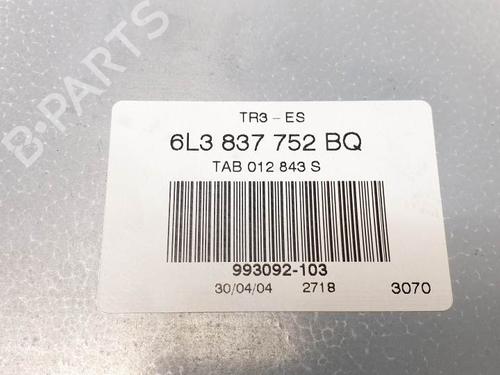 B-PARTS
TR3 - ES
6L3 837 752 BQ
TAB 012 843 S
993092-103
30/04/04 2718 3070